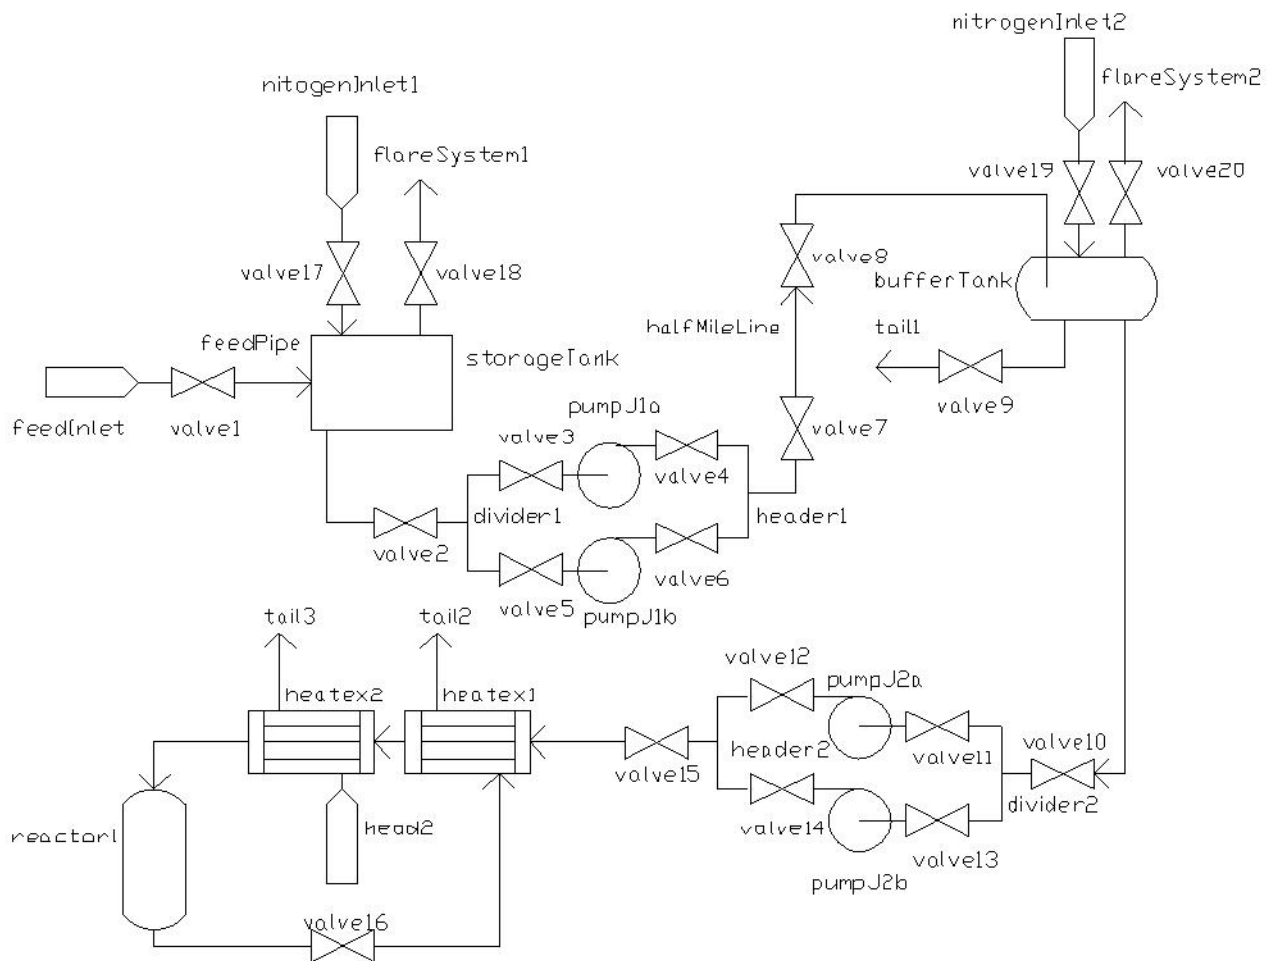 nitrogenInlet2
flareSystem2
nitogenInlet1
flareSystem1
valve19
valve20
valve17
valve18
valve8
bufferTank
feedPipe
halfMileLine
tail1
storageTank
feedInlet
valve1
pumpJ1a
valve9
valve3
valve7
valve4
divider1
header1
valve2
valve6
valve5
pumpJ1b
tail3
tail2
valve12
pumpJ2a
heatex2
heatex1
header2
valve11
valve10
valve15
divider2
reactor1
head2
valve14
valve13
pumpJ2b
valve16